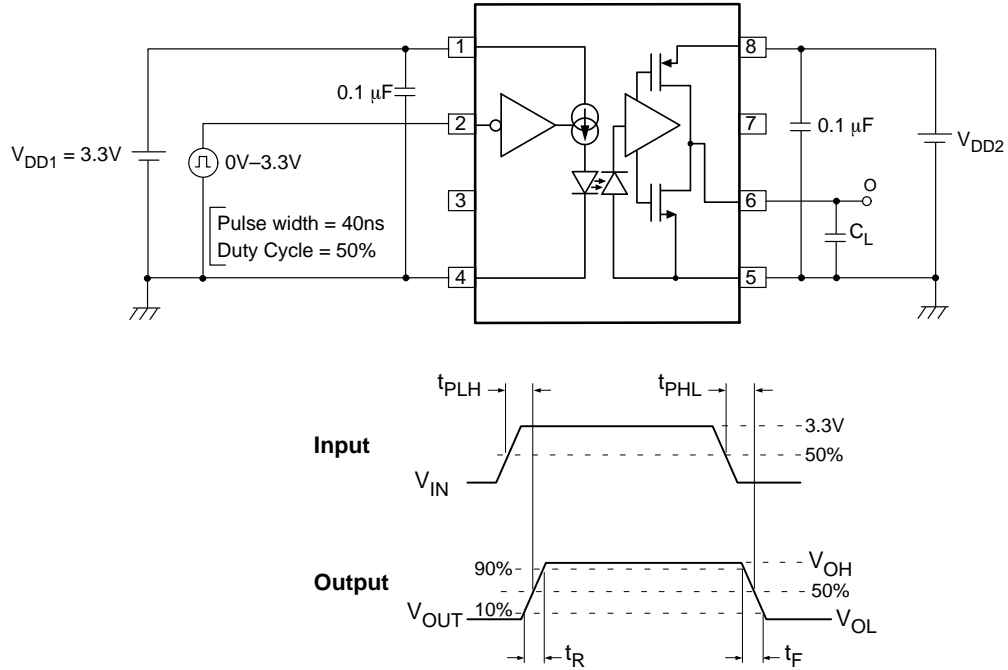 1
8
0.1 μF
2
7
0.1 μF
V_DD1 = 3.3V
0V–3.3V
V_DD2
3
6
O
Pulse width = 40ns
Duty Cycle = 50%
C_L
4
5
t_PLH
t_PHL
Input
3.3V
50%
V_IN
90%
V_OH
Output
50%
V_OUT
10%
V_OL
t_R
t_F